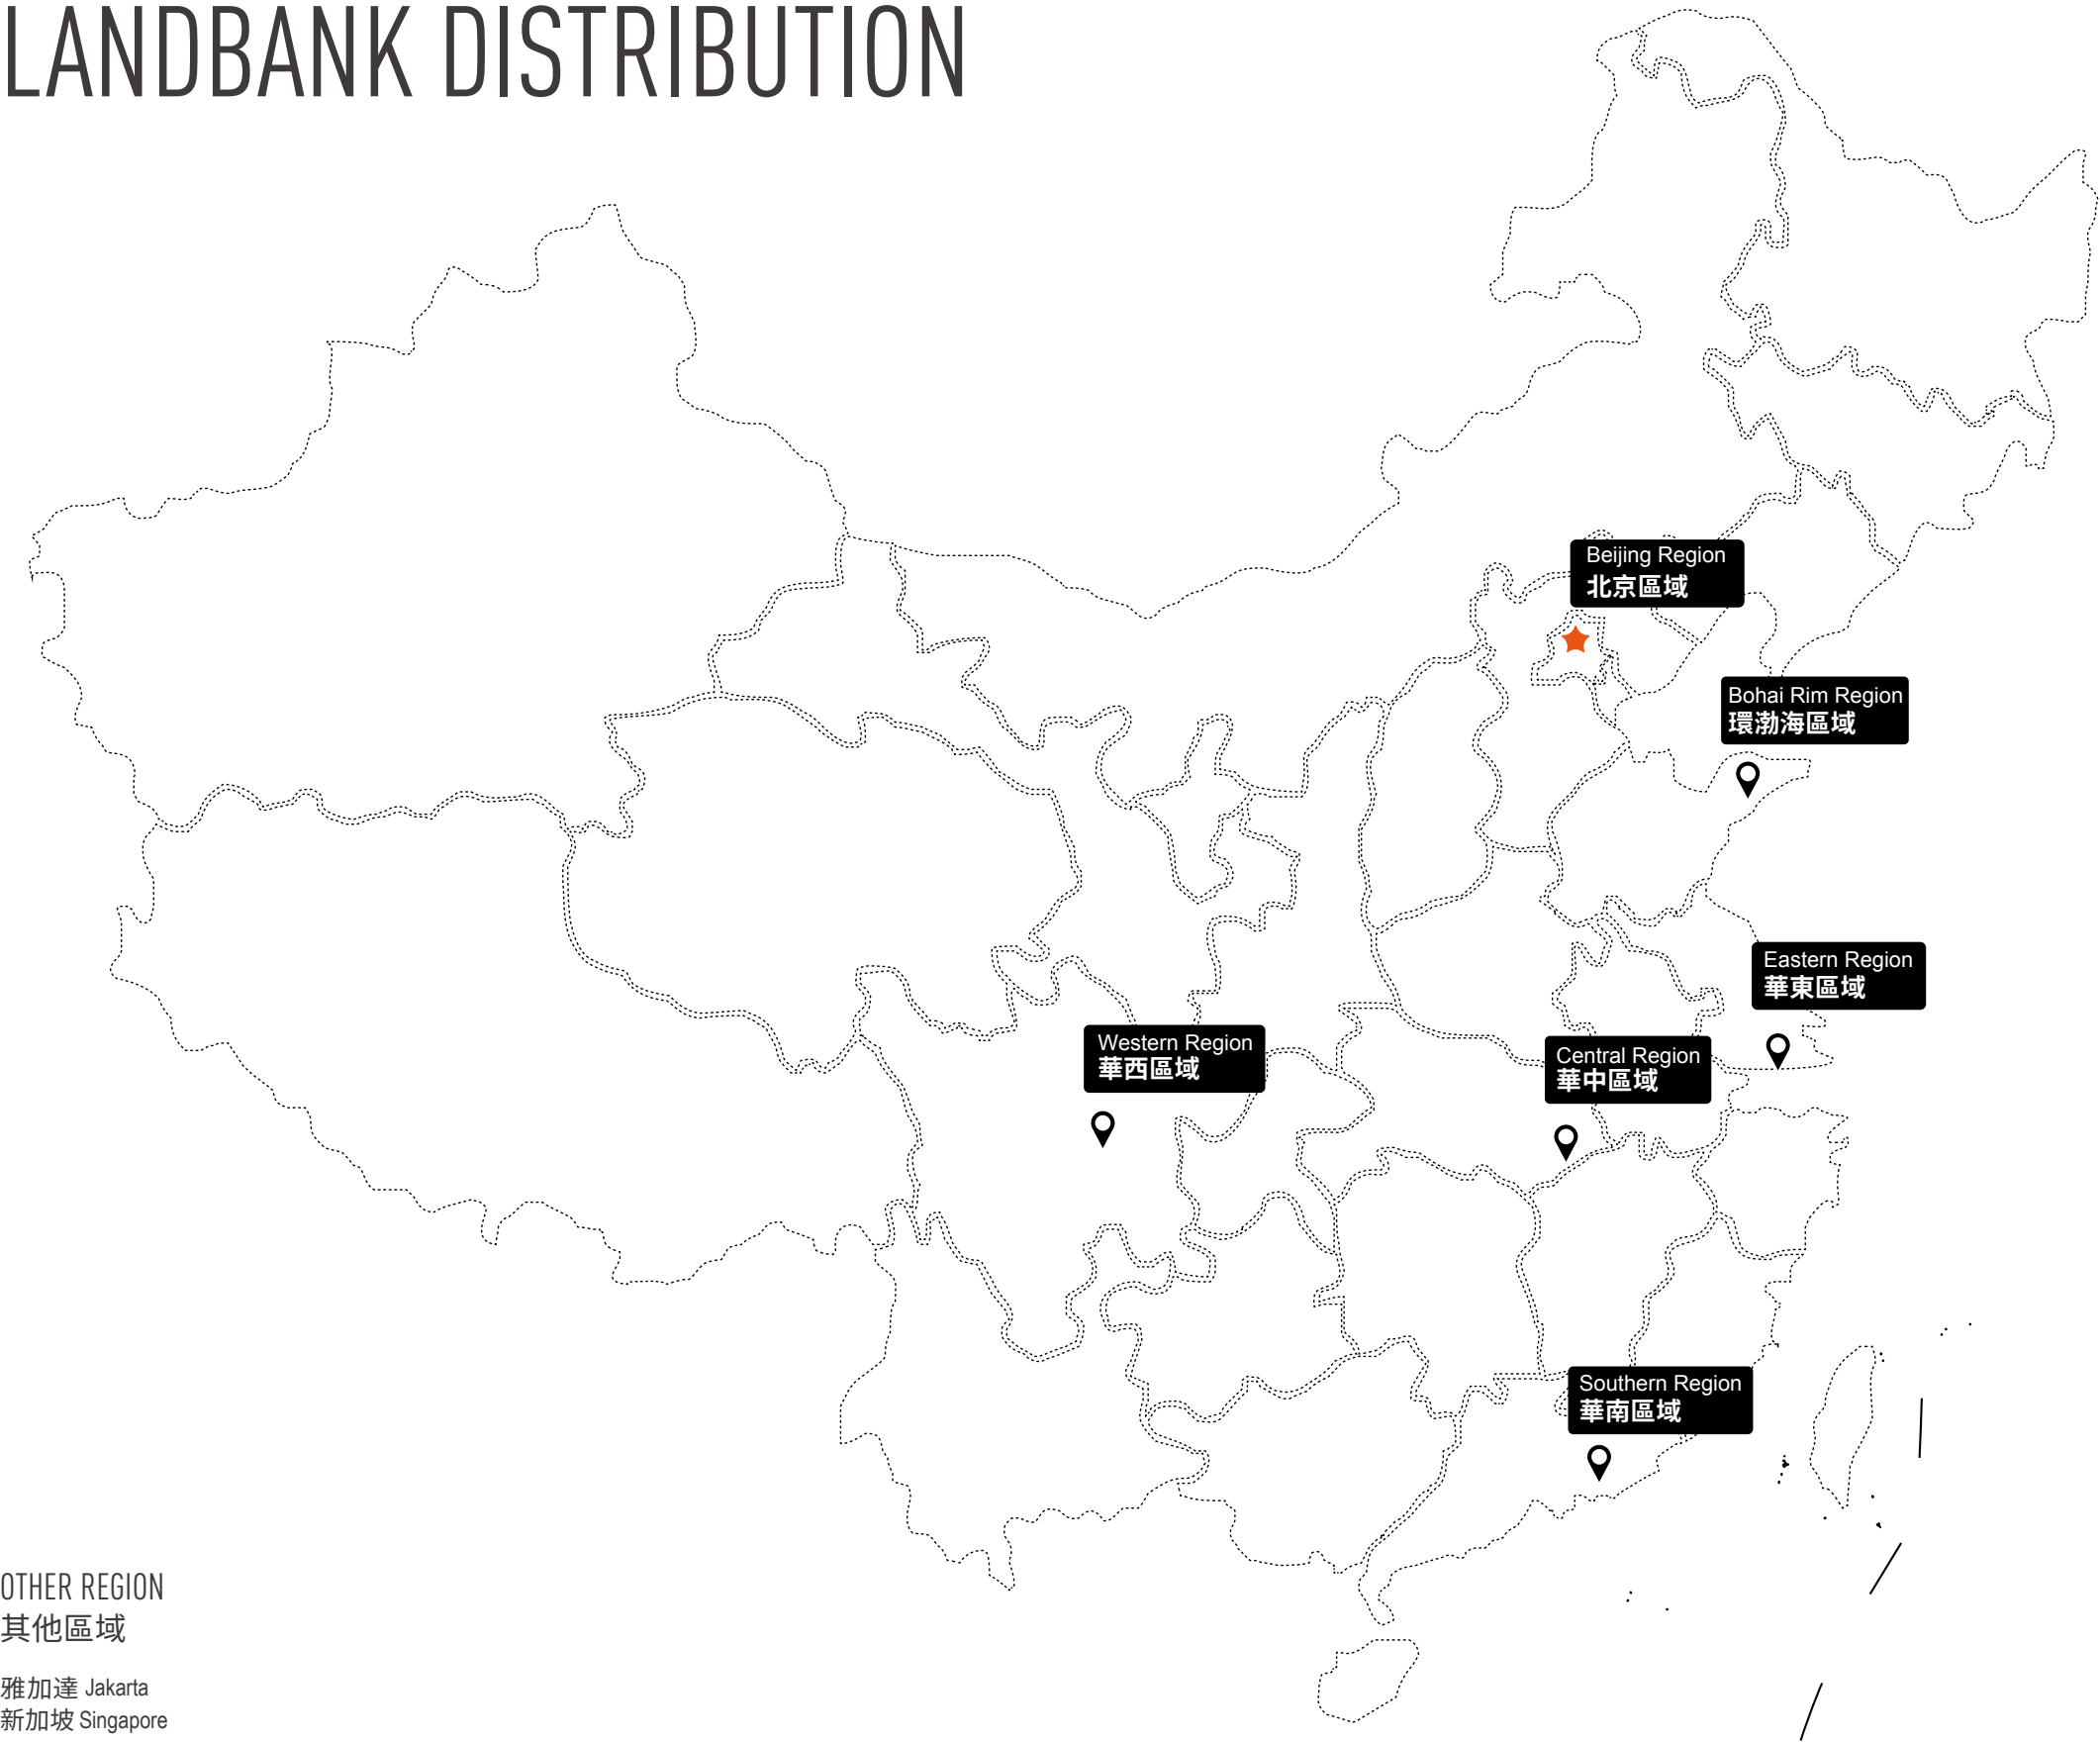 LANDBANK DISTRIBUTION
Beijing Region
北京區域
Bohai Rim Region
環渤海區域
Eastern Region
華東區域
Western Region
華西區域
Central Region
華中區域
Southern Region
華南區域
OTHER REGION
其他區域
雅加達 Jakarta
新加坡 Singapore